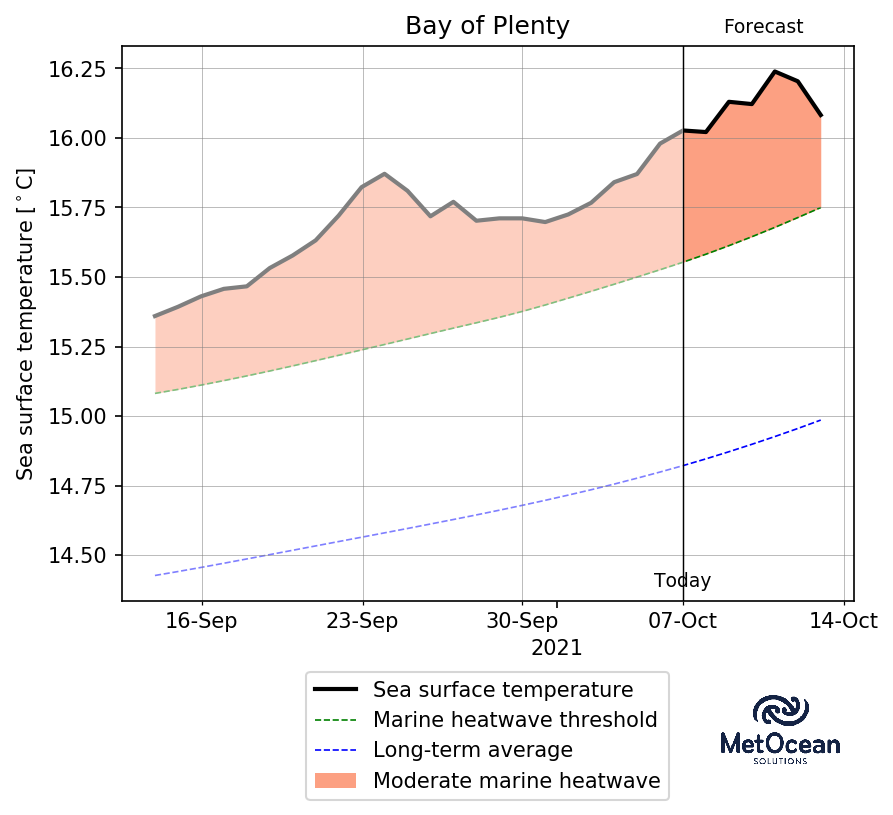 Bay of Plenty
Forecast
Sea surface temperature [°C]
16.25
16.00
15.75
15.50
15.25
15.00
14.75
14.50
Today
16-Sep
23-Sep
30-Sep
07-Oct
14-Oct
2021
Sea surface temperature
Marine heatwave threshold
Long-term average
Moderate marine heatwave
MetOcean
SOLUTIONS